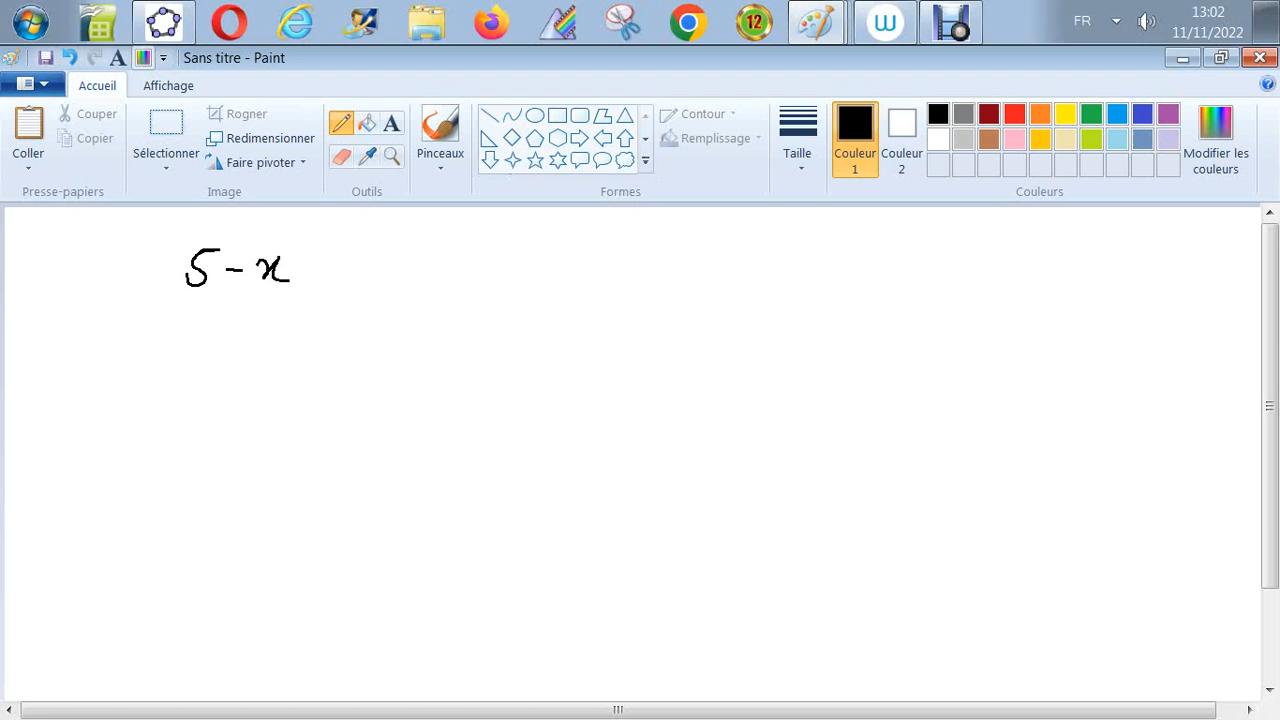 12
W
FR
13:02
11/11/2022
A
Sans titre - Paint
Accueil
Affichage
Coller
Couper
Copier
Presse-papiers
Sélectionner
Rogner
Redimensionner
Faire pivoter
Image
A
Outils
Pinceaux
Contour
Remplissage
Formes
Taille
Couleur
1
Couleur
2
Modifier les
couleurs
Couleurs
5 - x